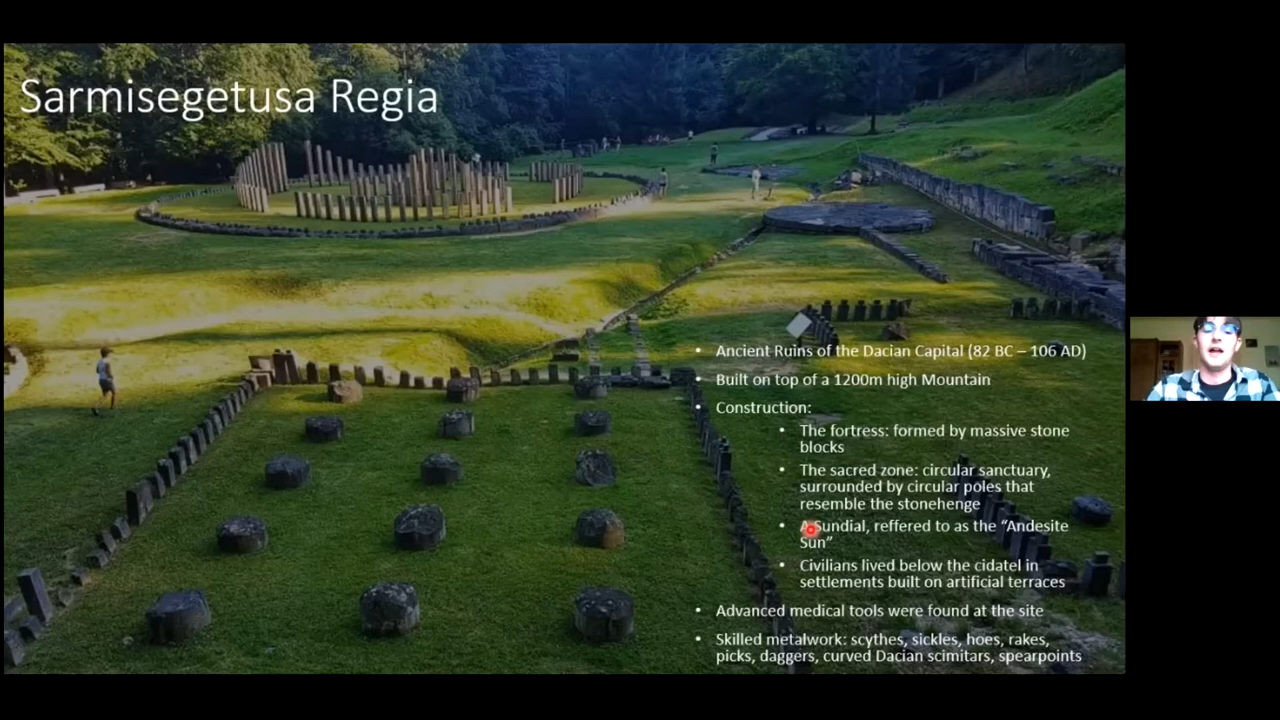 Sarmisegetusa Regia
• Ancient Ruins of the Dacian Capital (82 BC – 106 AD)
• Built on top of a 1200m high Mountain
• Construction:
• The fortress: formed by massive stone
blocks
• The sacred zone: circular sanctuary,
surrounded by circular poles that
resemble the stonehenge
• A Sundial, reffered to as the “Andesite
Sun”
• Civilians lived below the cidatel in
settlements built on artificial terraces
• Advanced medical tools were found at the site
• Skilled metalwork: scythes, sickles, hoes, rakes,
picks, daggers, curved Dacian scimitars, spearpoints